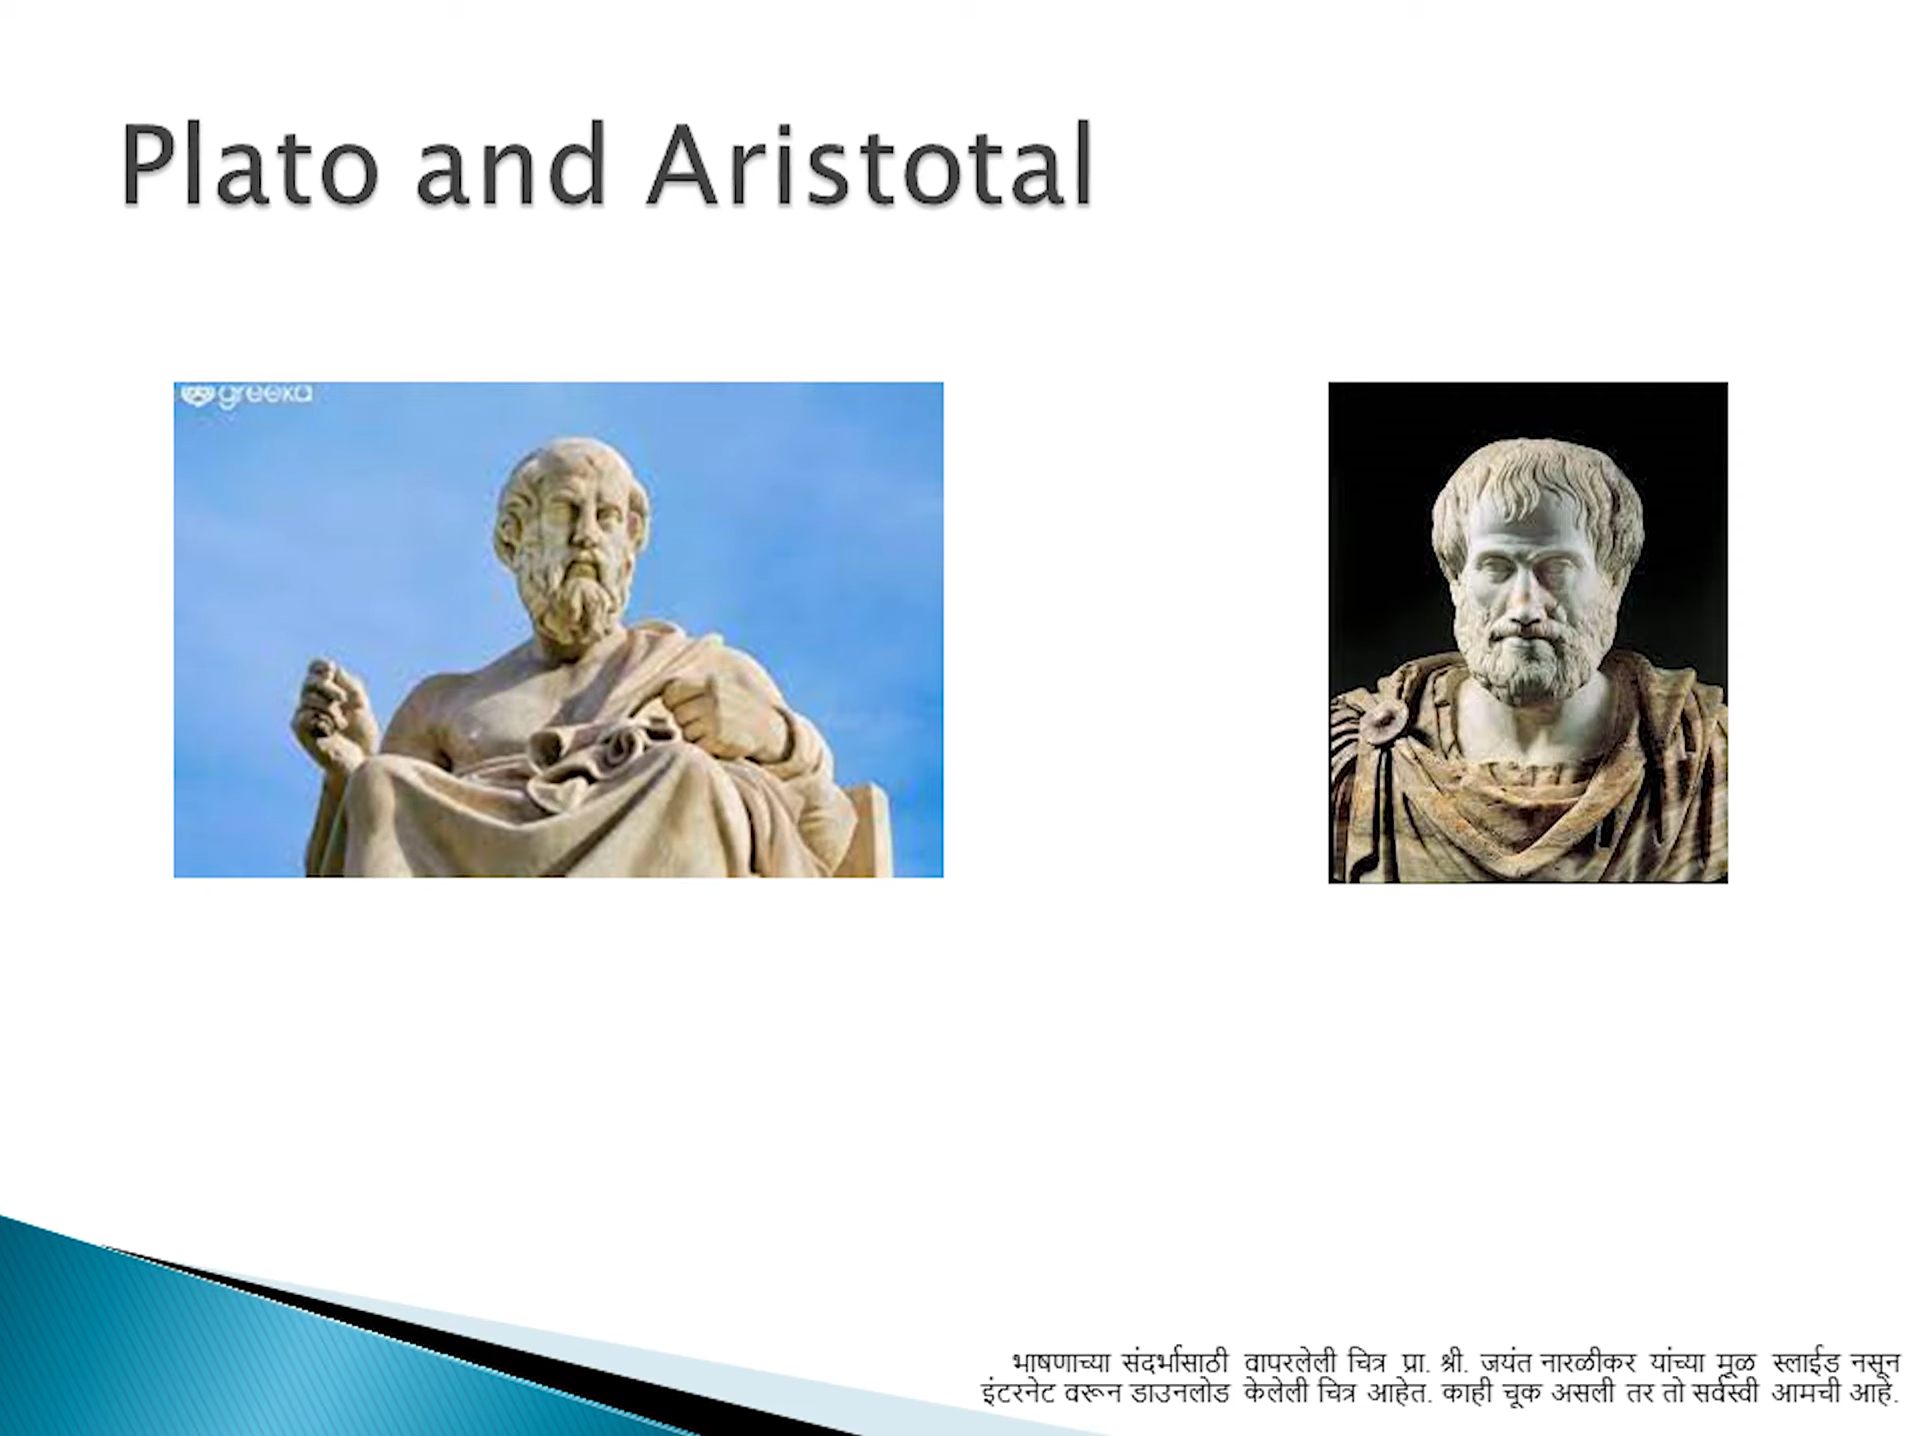 Plato and Aristotal
greeka
भाषणाच्या संदर्भासाठी वापरलेली चित्र प्रा. श्री. जयंत नारळीकर यांच्या मूळ स्लाईड नसून
इंटरनेट वरून डाउनलोड केलेली चित्र आहेत. काही चूक असली तर तो सर्वस्वी आमची आहे.